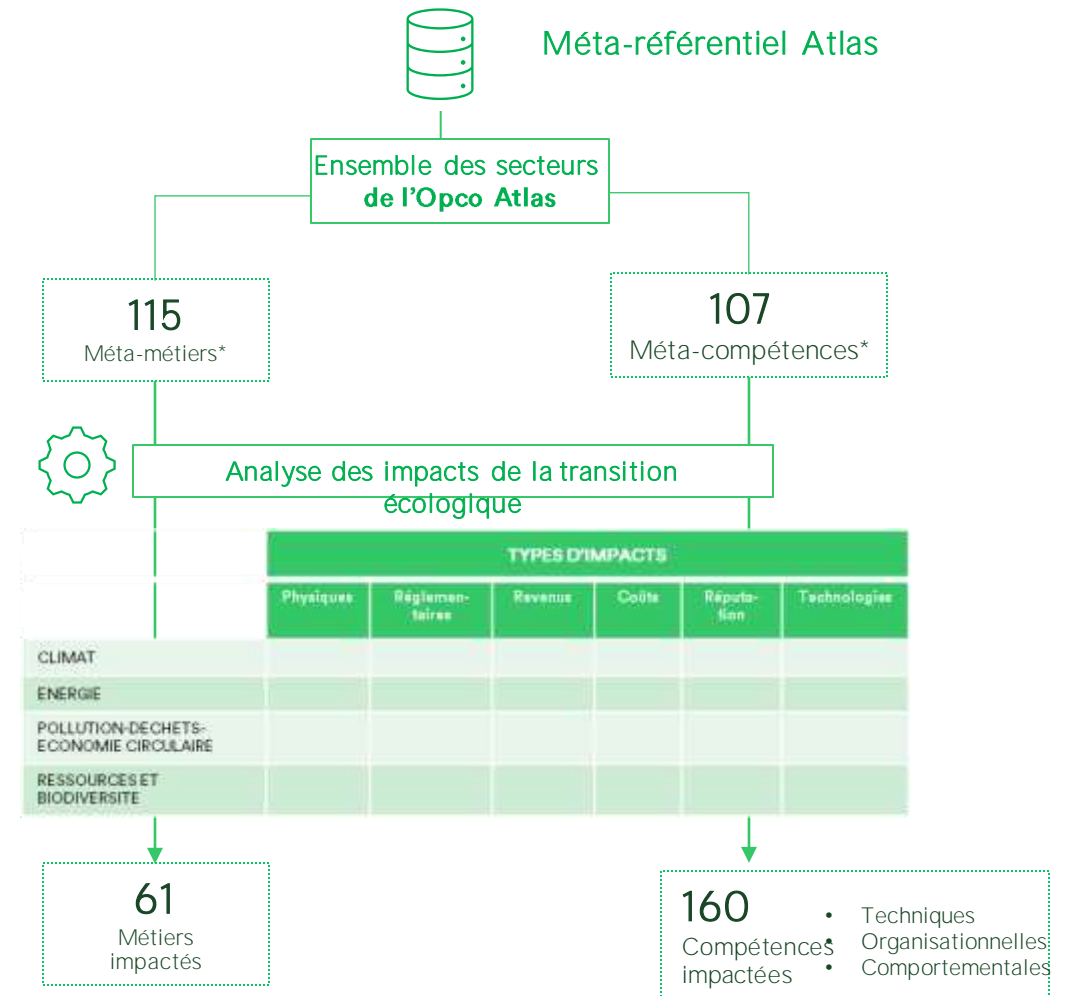 Méta-référentiel Atlas
Ensemble des secteurs
de l'Opco Atlas
115
Méta-métiers*
107
Méta-compétences*
Analyse des impacts de la transition
écologique
TYPES D'IMPACTS
Physiques
Réglemen-
taires
Revenus
Coûts
Réputa-
tion
Technologies
CLIMAT
ENERGIE
POLLUTION-DECHETS-
ECONOMIE CIRCULAIRE
RESSOURCES ET
BIODIVERSITE
61
Métiers
impactés
160
Compétences
impactées
• Techniques
• Organisationnelles
• Comportementales